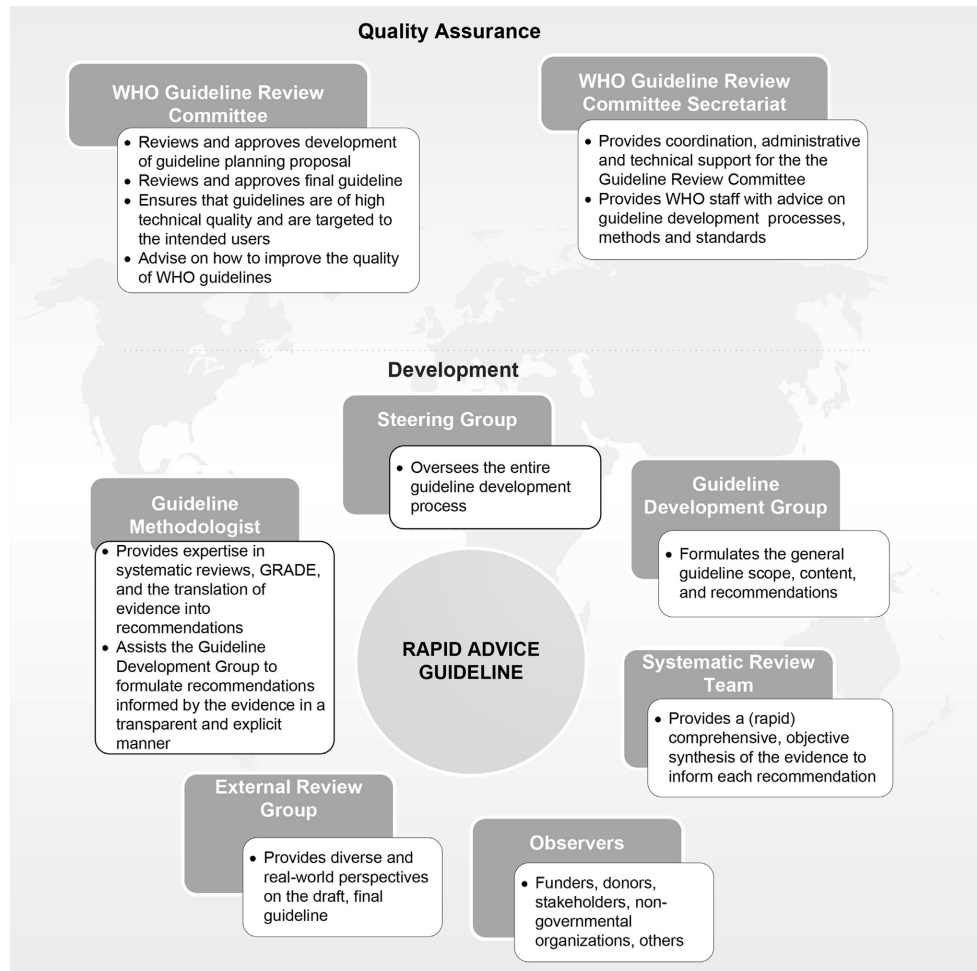 Quality Assurance
WHO Guideline Review
Committee
• Reviews and approves development
of guideline planning proposal
• Reviews and approves final guideline
• Ensures that guidelines are of high
technical quality and are targeted to
the intended users
• Advise on how to improve the quality
of WHO guidelines
WHO Guideline Review
Committee Secretariat
• Provides coordination, administrative
and technical support for the the
Guideline Review Committee
• Provides WHO staff with advice on
guideline development processes,
methods and standards
Development
Steering Group
• Oversees the entire
guideline development
process
Guideline
Methodologist
• Provides expertise in
systematic reviews, GRADE,
and the translation of
evidence into
recommendations
• Assists the Guideline
Development Group to
formulate recommendations
informed by the evidence in a
transparent and explicit
manner
Guideline
Development Group
• Formulates the general
guideline scope, content,
and recommendations
RAPID ADVICE
GUIDELINE
Systematic Review
Team
• Provides a (rapid)
comprehensive, objective
synthesis of the evidence to
inform each recommendation
External Review
Group
• Provides diverse and
real-world perspectives
on the draft, final
guideline
Observers
• Funders, donors,
stakeholders, non-
governmental
organizations, others